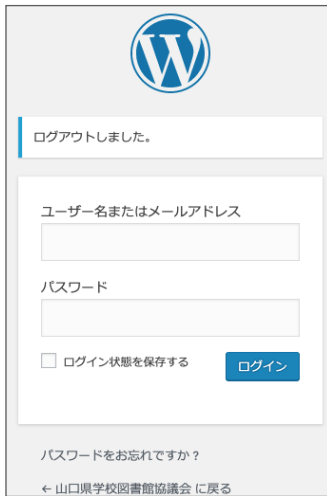 ログアウトしました。
ユーザー名またはメールアドレス
パスワード
ログイン状態を保存する
ログイン
パスワードをお忘れですか ?
← 山口県学校図書館協議会 に戻る